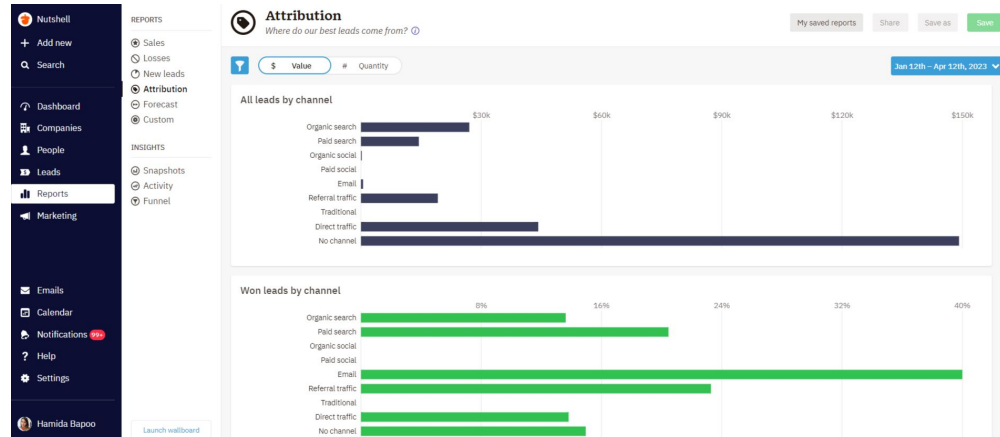 Nutshell
Add new
Search
Dashboard
Companies
People
Leads
Reports
Marketing
Emails
Calendar
Notifications 99+
Help
Settings
Hamida Bapoo
REPORTS
Sales
Losses
New leads
Attribution
Forecast
Custom
INSIGHTS
Snapshots
Activity
Funnel
Launch wallboard
Attribution
Where do our best leads come from?
My saved reports
Share
Save as
Save
$ Value # Quantity
Jan 12th – Apr 12th, 2023
All leads by channel
$30k $60k $90k $120k $150k
Organic search
Paid search
Organic social
Paid social
Email
Referral traffic
Traditional
Direct traffic
No channel
Won leads by channel
8% 16% 24% 32% 40%
Organic search
Paid search
Organic social
Paid social
Email
Referral traffic
Traditional
Direct traffic
No channel